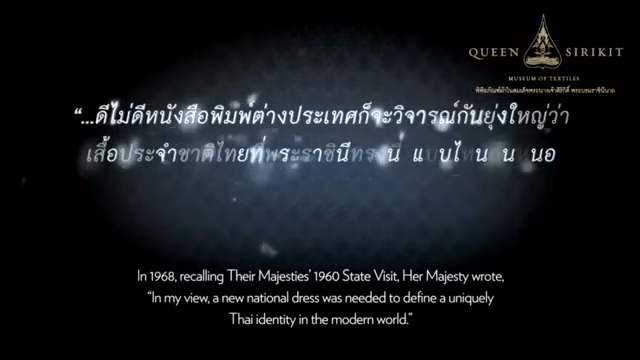 QUEEN SIRIKIT
MUSEUM OF TEXTILES
พิพิธภัณฑ์ผ้าในสมเด็จพระนางเจ้าสิริกิติ์ พระบรมราชินีนาถ
“...ดีไม่ดีหนังสือพิมพ์ต่างประเทศก็จะวิจารณ์กันยุ่งใหญ่ว่า
เสื้อประจำชาติไทยที่พระราชินีทรงนี้
In 1968, recalling Their Majesties’ 1960 State Visit, Her Majesty wrote,
“In my view, a new national dress was needed to define a uniquely
Thai identity in the modern world.”